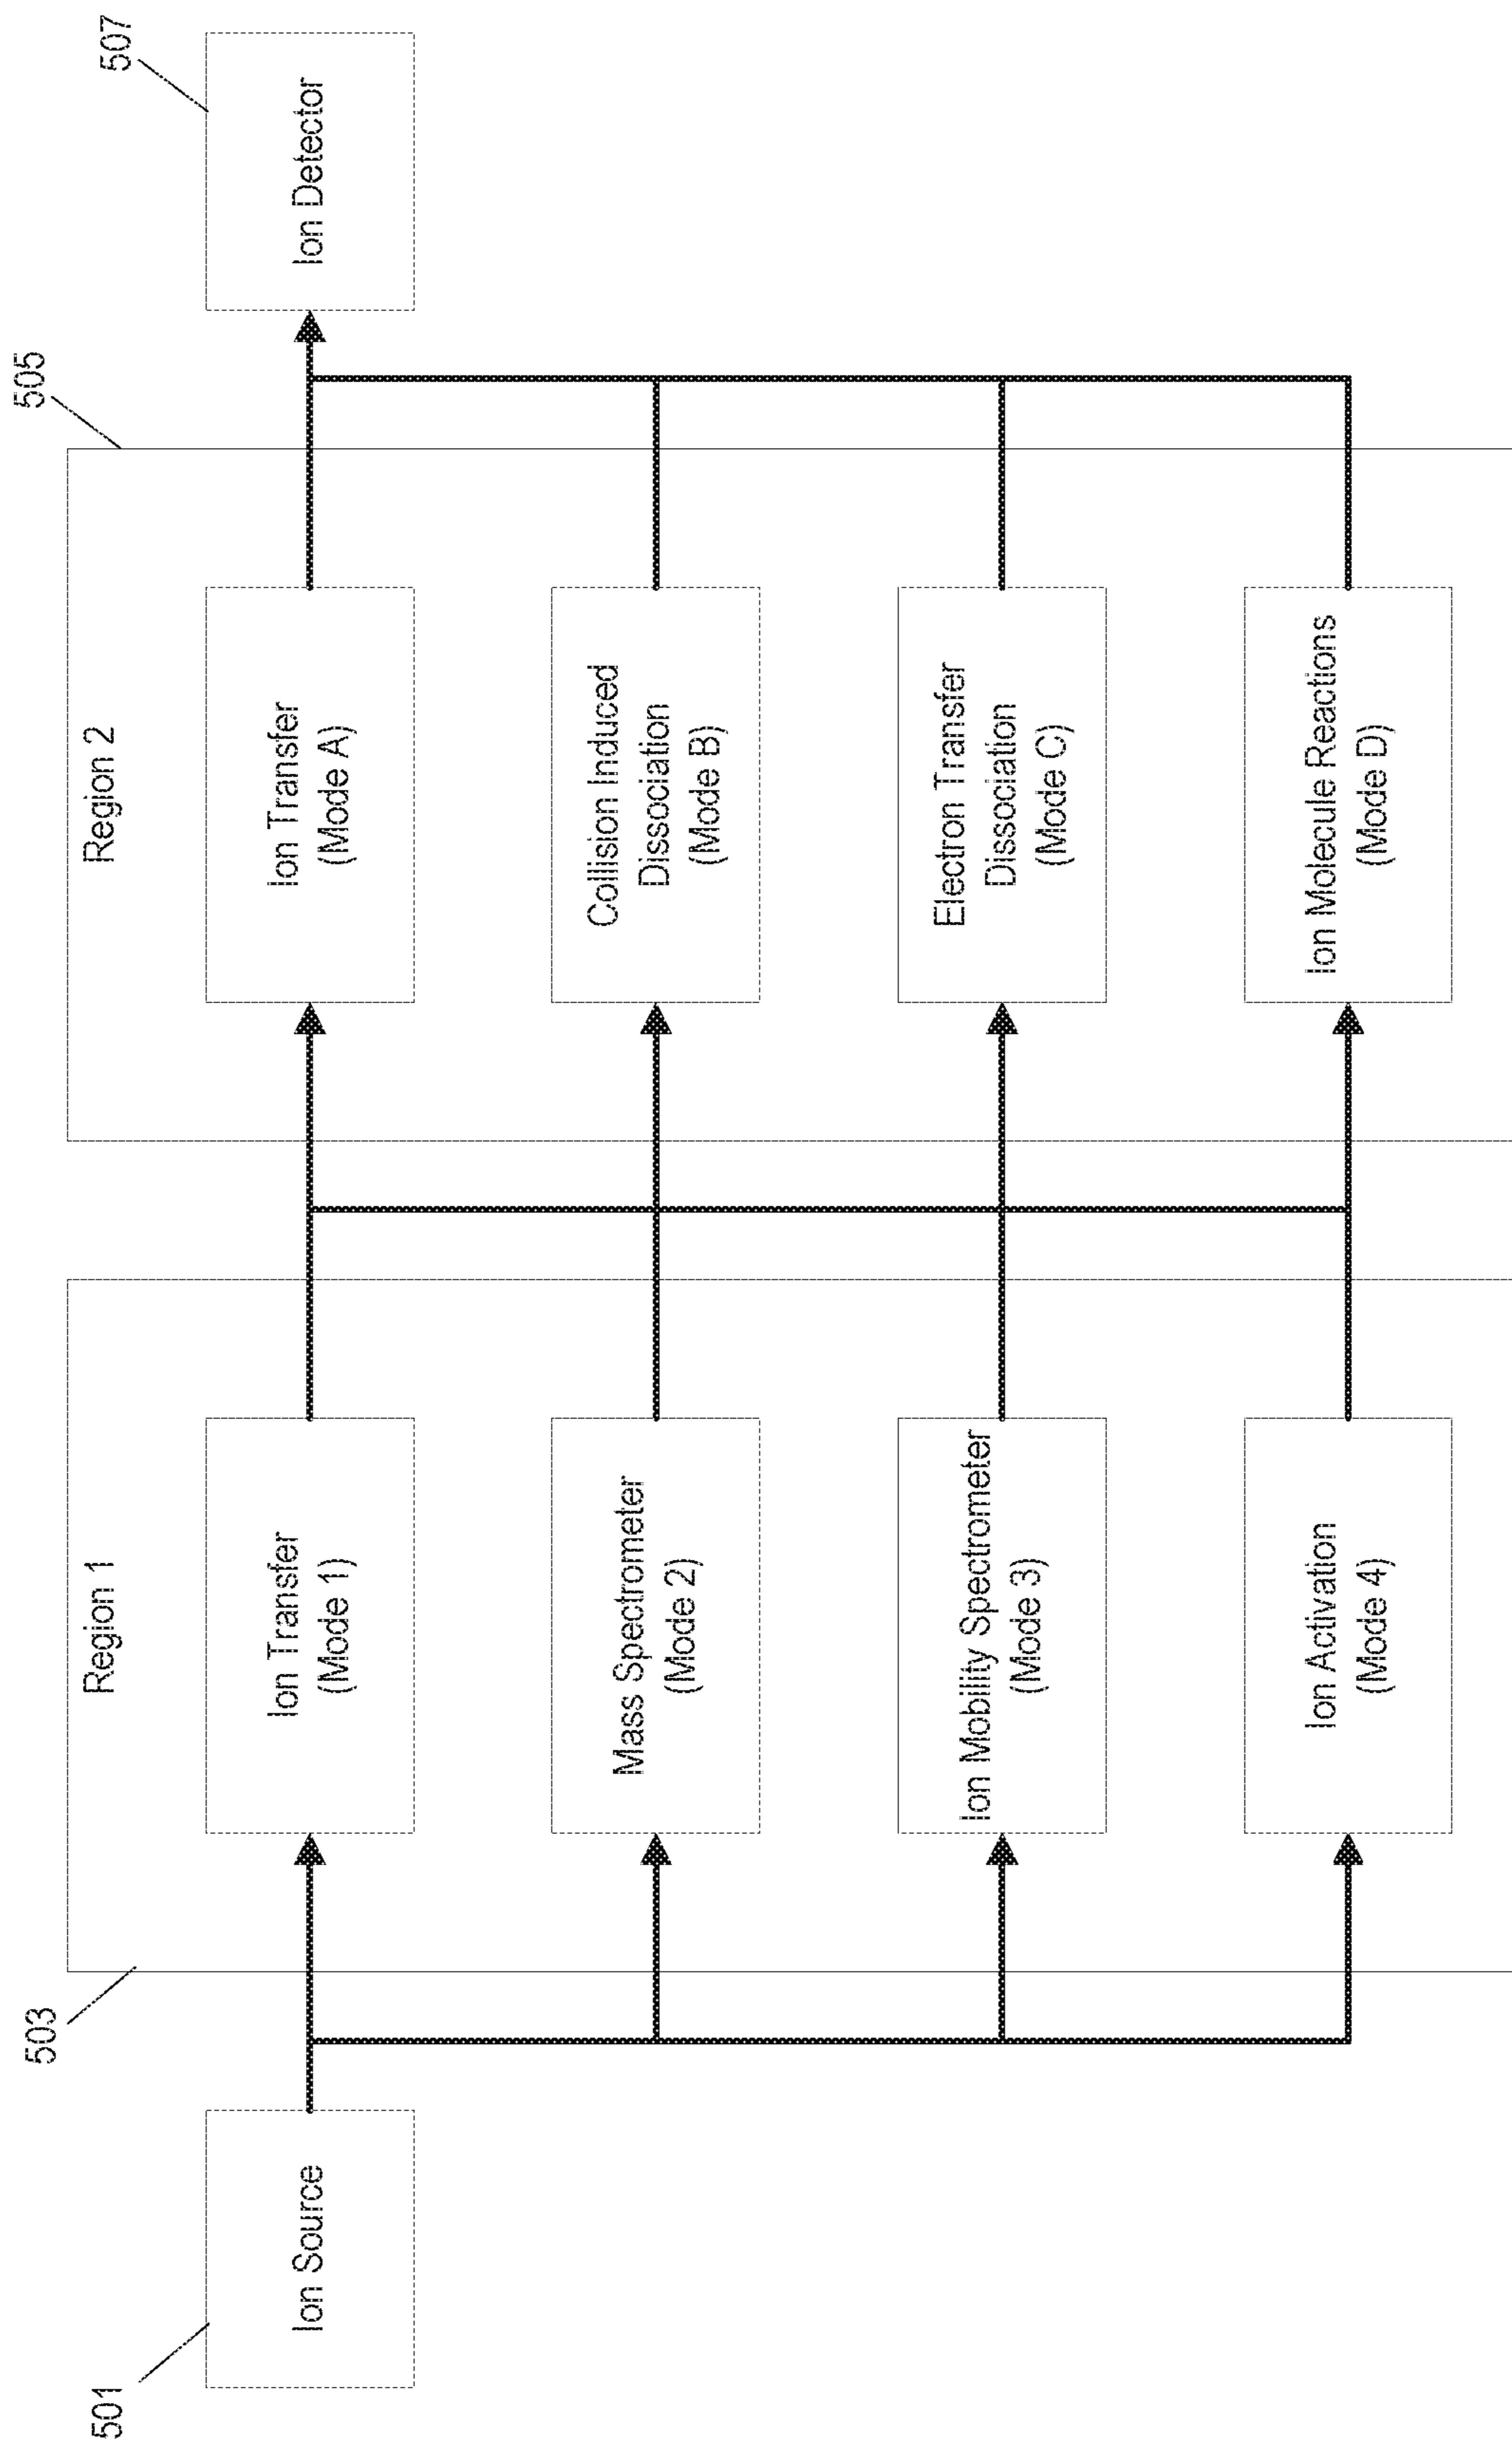 501
Ion Source
503
Region 1
Ion Transfer
(Mode 1)
Mass Spectrometer
(Mode 2)
Ion Mobility Spectrometer
(Mode 3)
Ion Activation
(Mode 4)
505
Region 2
Ion Transfer
(Mode A)
Collision Induced
Dissociation
(Mode B)
Electron Transfer
Dissociation
(Mode C)
Ion Molecule Reactions
(Mode D)
507
Ion Detector